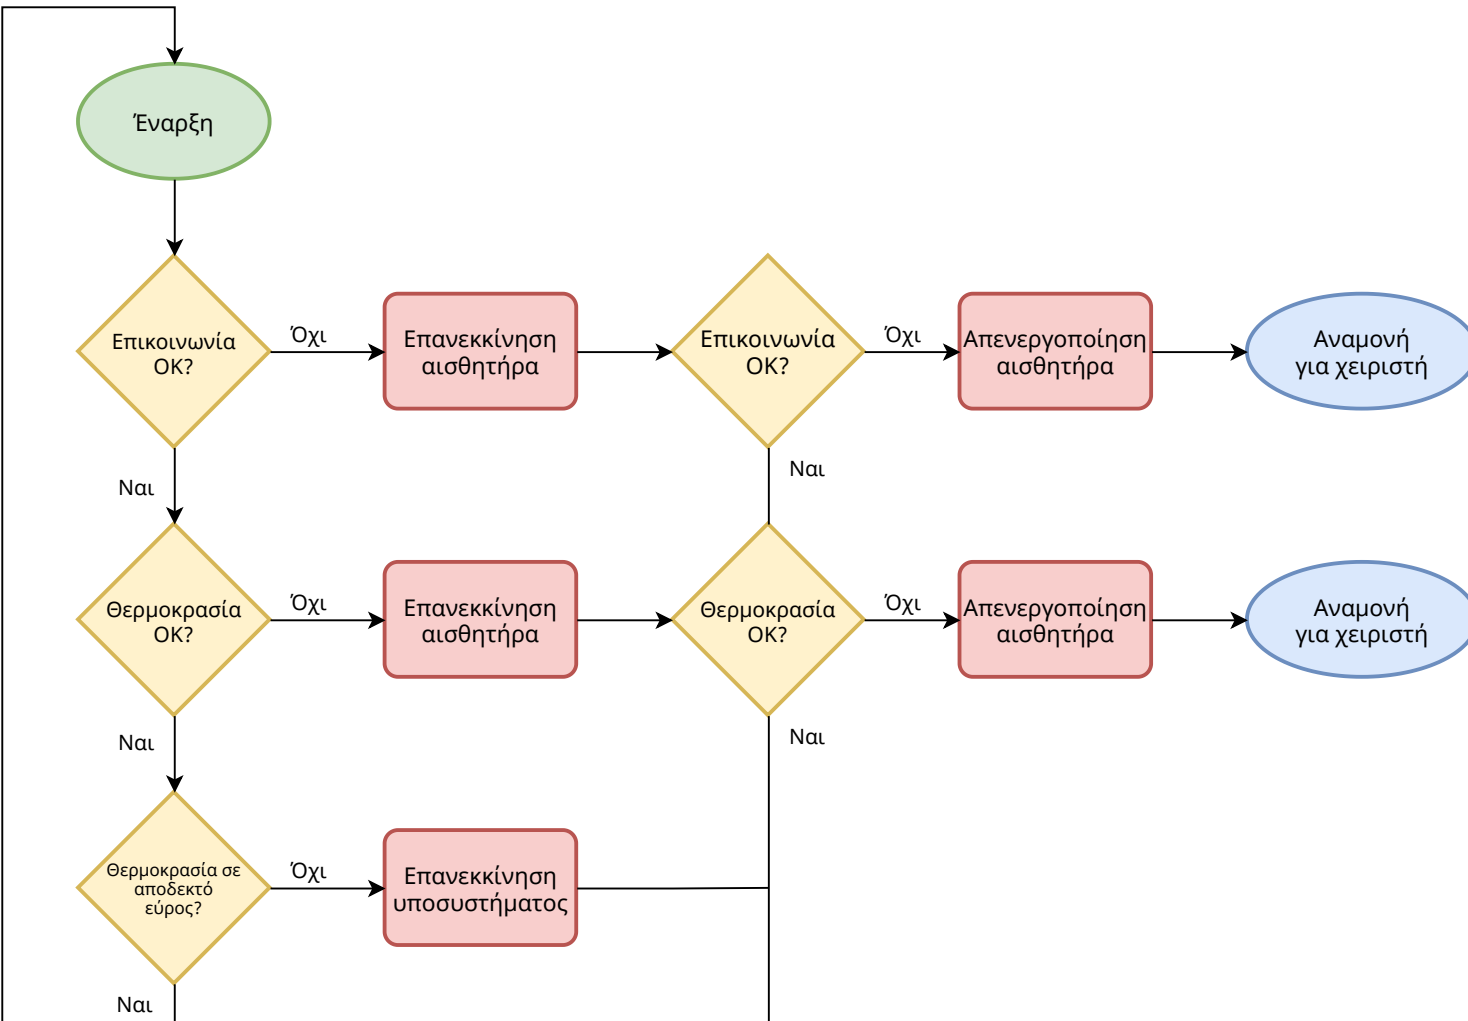 Έναρξη
Επικοινωνία
OK?
Όχι
Επανεκκίνηση
αισθητήρα
Επικοινωνία
OK?
Όχι
Απενεργοποίηση
αισθητήρα
Αναμονή
για χειριστή
Ναι
Ναι
Θερμοκρασία
OK?
Όχι
Επανεκκίνηση
αισθητήρα
Θερμοκρασία
OK?
Όχι
Απενεργοποίηση
αισθητήρα
Αναμονή
για χειριστή
Ναι
Ναι
Θερμοκρασία σε
αποδεκτό
εύρος?
Όχι
Επανεκκίνηση
υποσυστήματος
Ναι